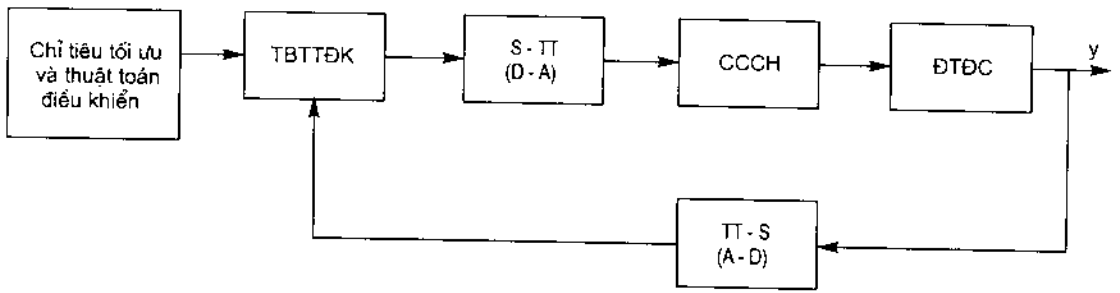 Chỉ tiêu tối ưu
và thuật toán
điều khiển
TBTTĐK
S - TT
(D - A)
CCCH
ĐTĐC
y
TT - S
(A - D)